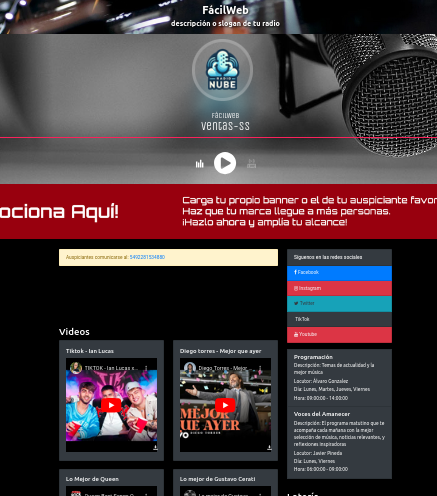 FácilWeb
descripción o slogan de tu radio
RADIO
NUBE
FÁCILWEB
Ventas-ss
ociona Aquí!
Carga tu propio banner o el de tu auspiciante favor
Haz que tu marca llegue a más personas.
¡Hazlo ahora y amplía tu alcance!
Auspiciantes comunicarse al: 5492281534880
Síguenos en las redes sociales
Facebook
Instagram
Twitter
TikTok
Youtube
Videos
Tiktok - Ian Lucas
TIKTOK - Ian Lucas x...
Diego torres - Mejor que ayer
Diego Torres - Mejor ...
MEJOR
QUE AYER
Programación
Descripción: Temas de actualidad y la
mejor música
Locutor: Álvaro Gonzalez
Día: Lunes, Martes, Jueves, Viernes
Hora: 09:00:00 - 14:00:00
Voces del Amanecer
Descripción: El programa matutino que te
acompaña cada mañana con la mejor
selección de música, noticias relevantes, y
reflexiones inspiradoras
Locutor: Javier Pineda
Día: Lunes, Viernes
Hora: 06:00:00 - 09:00:00
Lo Mejor de Queen
Lo mejor de Gustavo Cerati